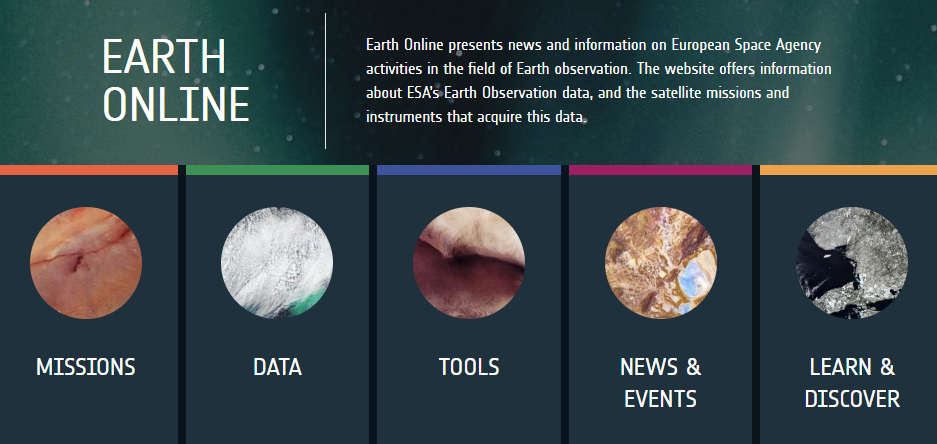 EARTH
ONLINE
Earth Online presents news and information on European Space Agency
activities in the field of Earth observation. The website offers information
about ESA's Earth Observation data, and the satellite missions and
instruments that acquire this data.
MISSIONS
DATA
TOOLS
NEWS &
EVENTS
LEARN &
DISCOVER